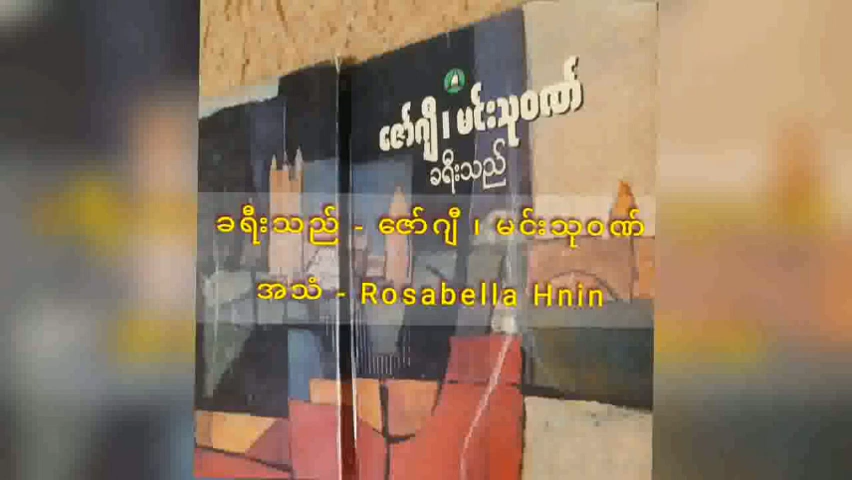 ဇော်ဂျီ ၊ မင်းသုဝဏ်
ခရီးသည်
ခရီးသည် - ဇော်ဂျီ ၊ မင်းသုဝဏ်
အသံ - Rosabella Hnin